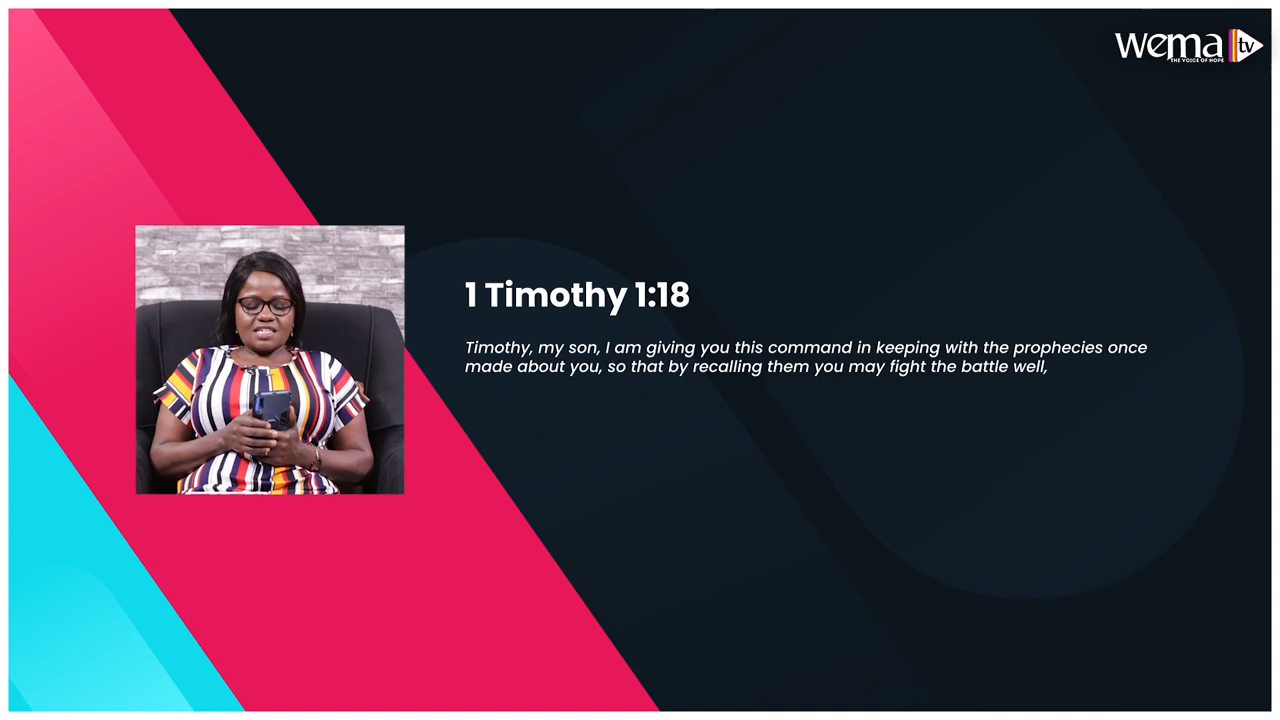 wema tv
THE VOICE OF HOPE
1 Timothy 1:18
Timothy, my son, I am giving you this command in keeping with the prophecies once
made about you, so that by recalling them you may fight the battle well,